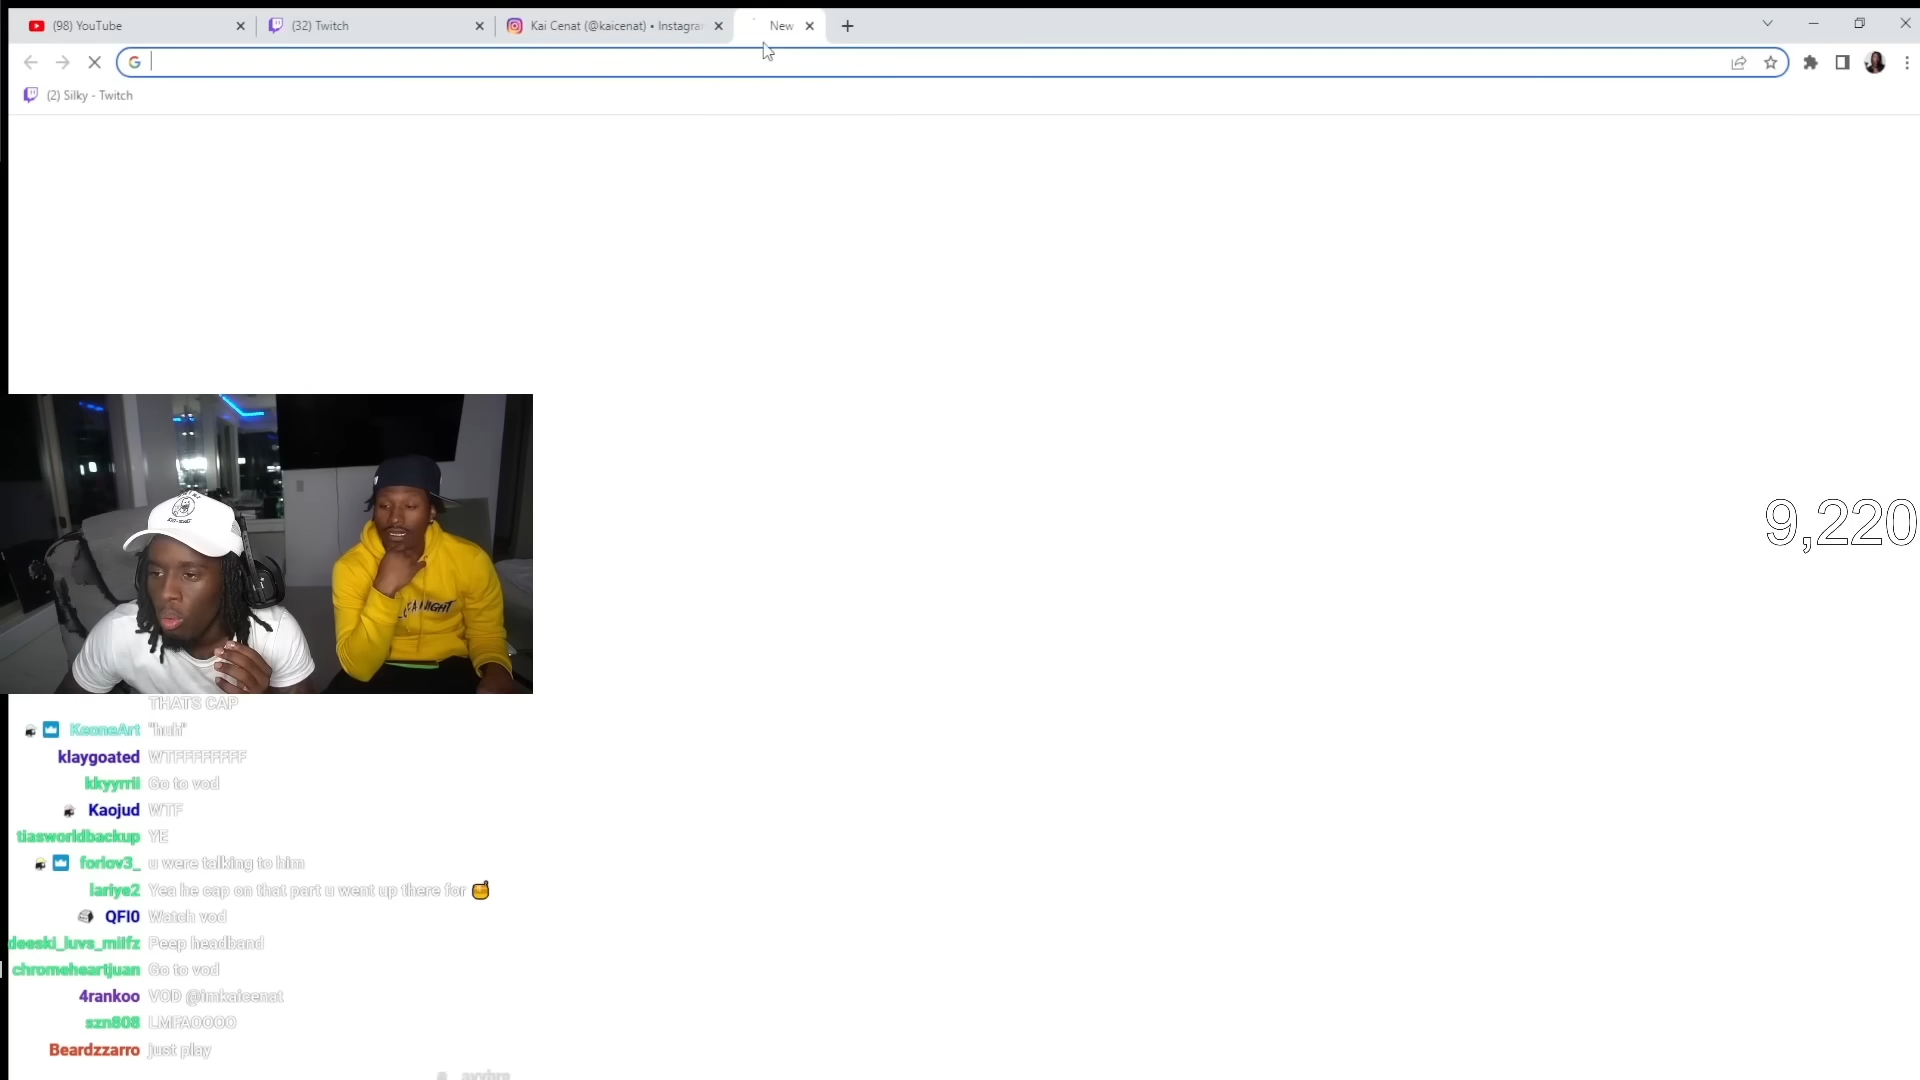 (98) YouTube
(32) Twitch
Kai Cenat (@kaicenat) • Instagra
New
(2) Silky - Twitch
9,220
THATS CAP
KeoneArt "huh"
klaygoated WTFFFFFFFF
kkyyrrii Go to vod
Kaojud WTF
tiasworldbackup YE
forlov3_ u were talking to him
lariye2 Yea he cap on that part u went up there for 🍯
QFI0 Watch vod
deeski_luvs_milfz Peep headband
chromeheartjuan Go to vod
4rankoo VOD @imkaicenat
szn808 LMFAOOOO
Beardzzarro just play